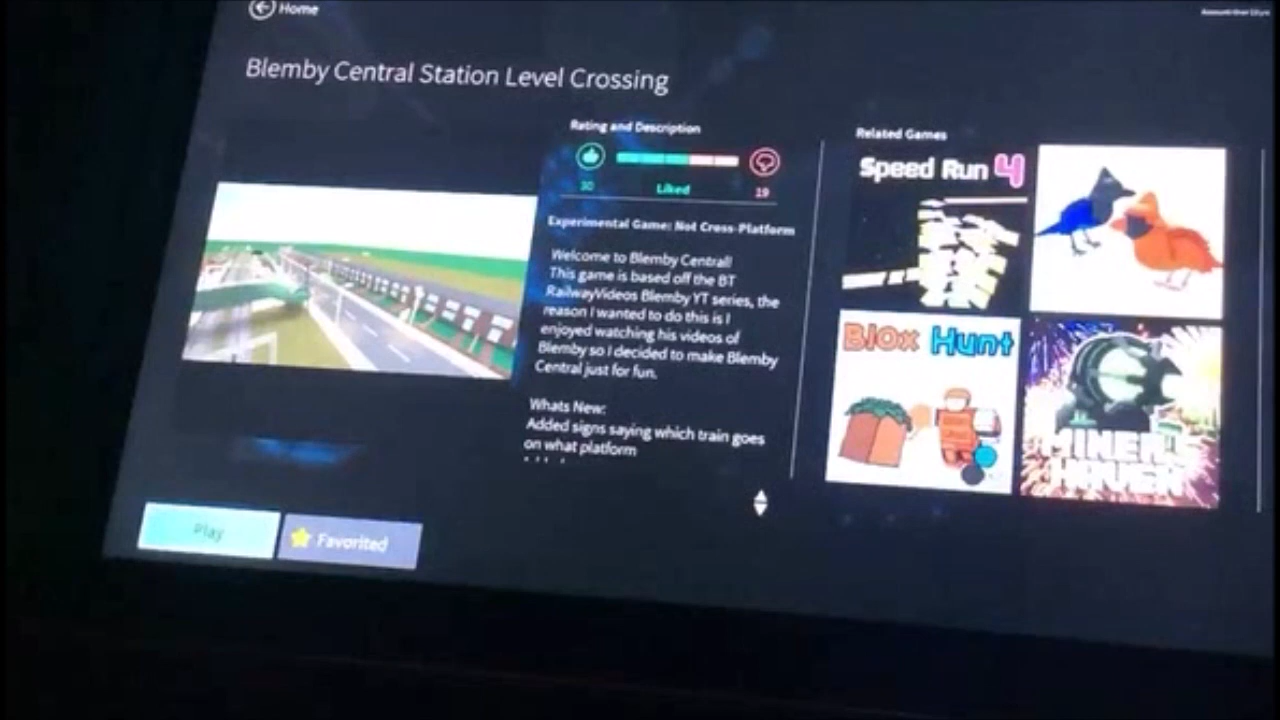 Home
Blemby Central Station Level Crossing
Rating and Description
30
Liked
19
Experimental Game: Not Cross-Platform
Welcome to Blemby Central!
This game is based off the BT
RailwayVideos Blemby YT series, the
reason I wanted to do this is I
enjoyed watching his videos of
Blemby so I decided to make Blemby
Central just for fun.
Whats New:
Added signs saying which train goes
on what platform
Play
Favorited
Related Games
Speed Run 4
BlOx Hunt
MINER'S
HAVEN